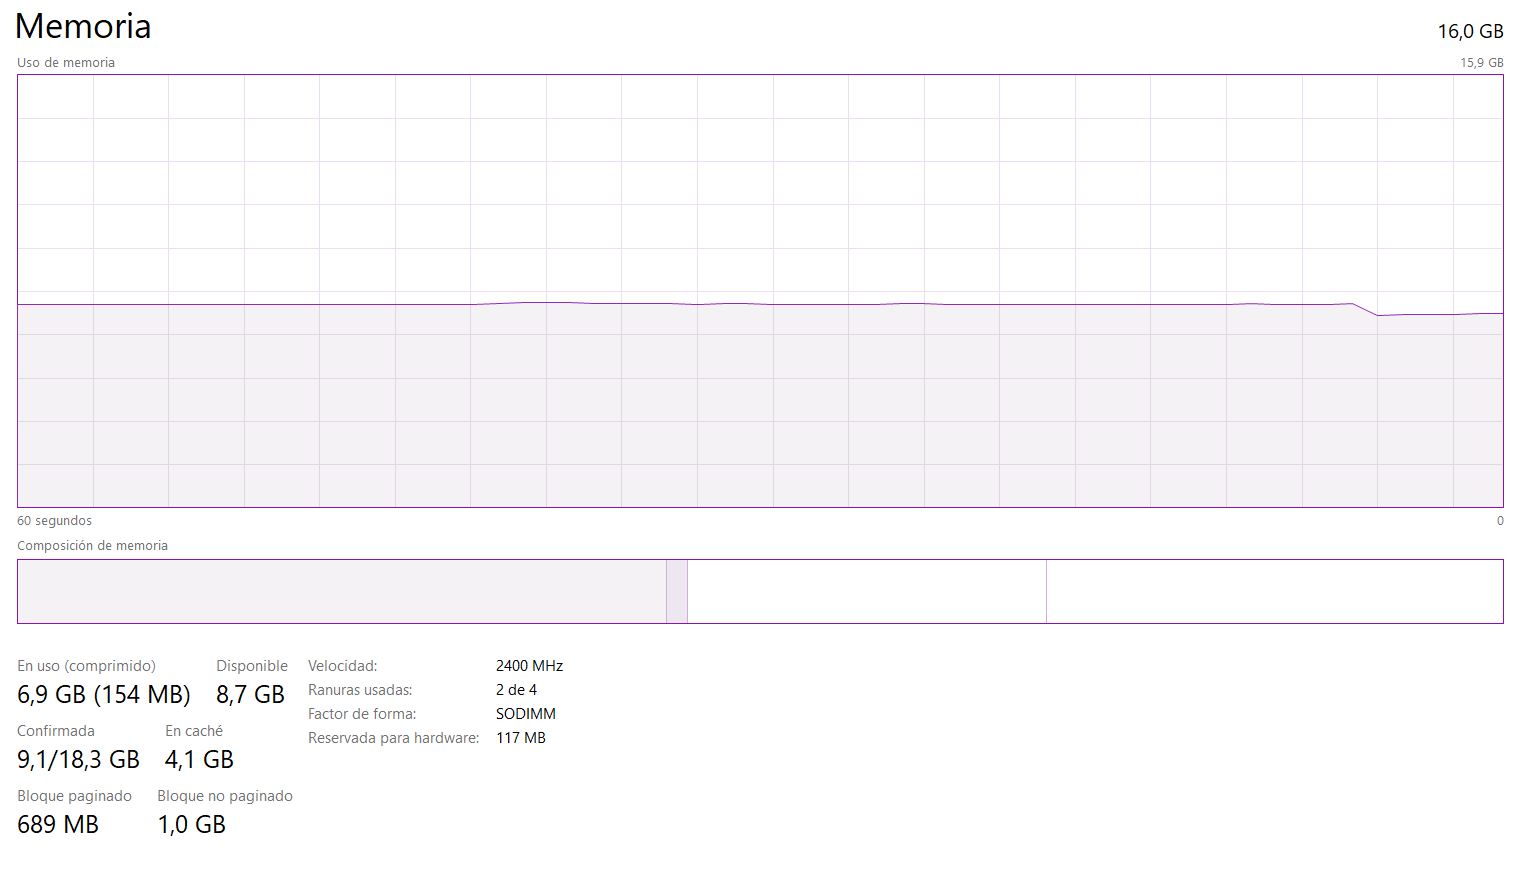 Memoria
16,0 GB
Uso de memoria
15,9 GB
60 segundos
0
Composición de memoria
En uso (comprimido)
6,9 GB (154 MB)
Disponible
8,7 GB
Confirmada
9,1/18,3 GB
En caché
4,1 GB
Bloque paginado
689 MB
Bloque no paginado
1,0 GB
Velocidad: 2400 MHz
Ranuras usadas: 2 de 4
Factor de forma: SODIMM
Reservada para hardware: 117 MB